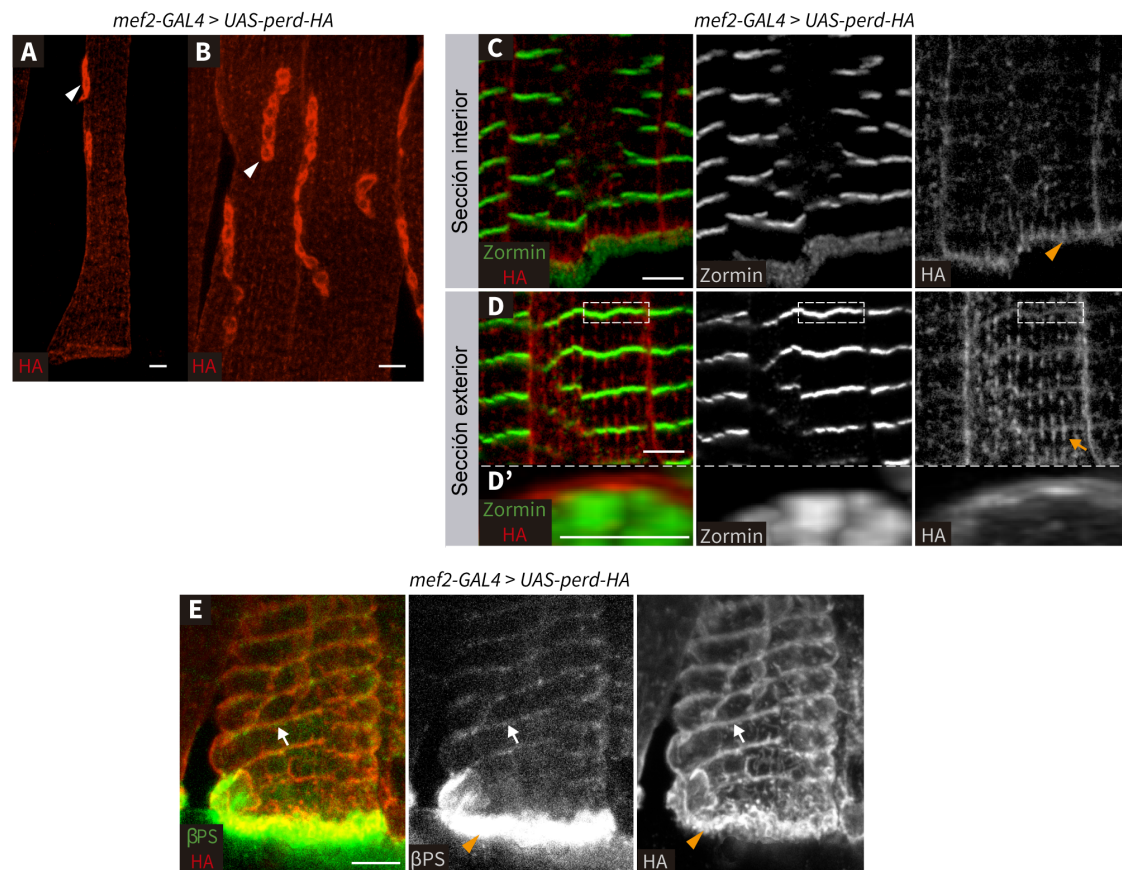 mef2-GAL4 > UAS-perd-HA
mef2-GAL4 > UAS-perd-HA
A
HA
B
HA
Sección interior
C
Zormin
HA
Zormin
HA
Sección exterior
D
D’
Zormin
HA
Zormin
HA
mef2-GAL4 > UAS-perd-HA
E
βPS
HA
βPS
HA